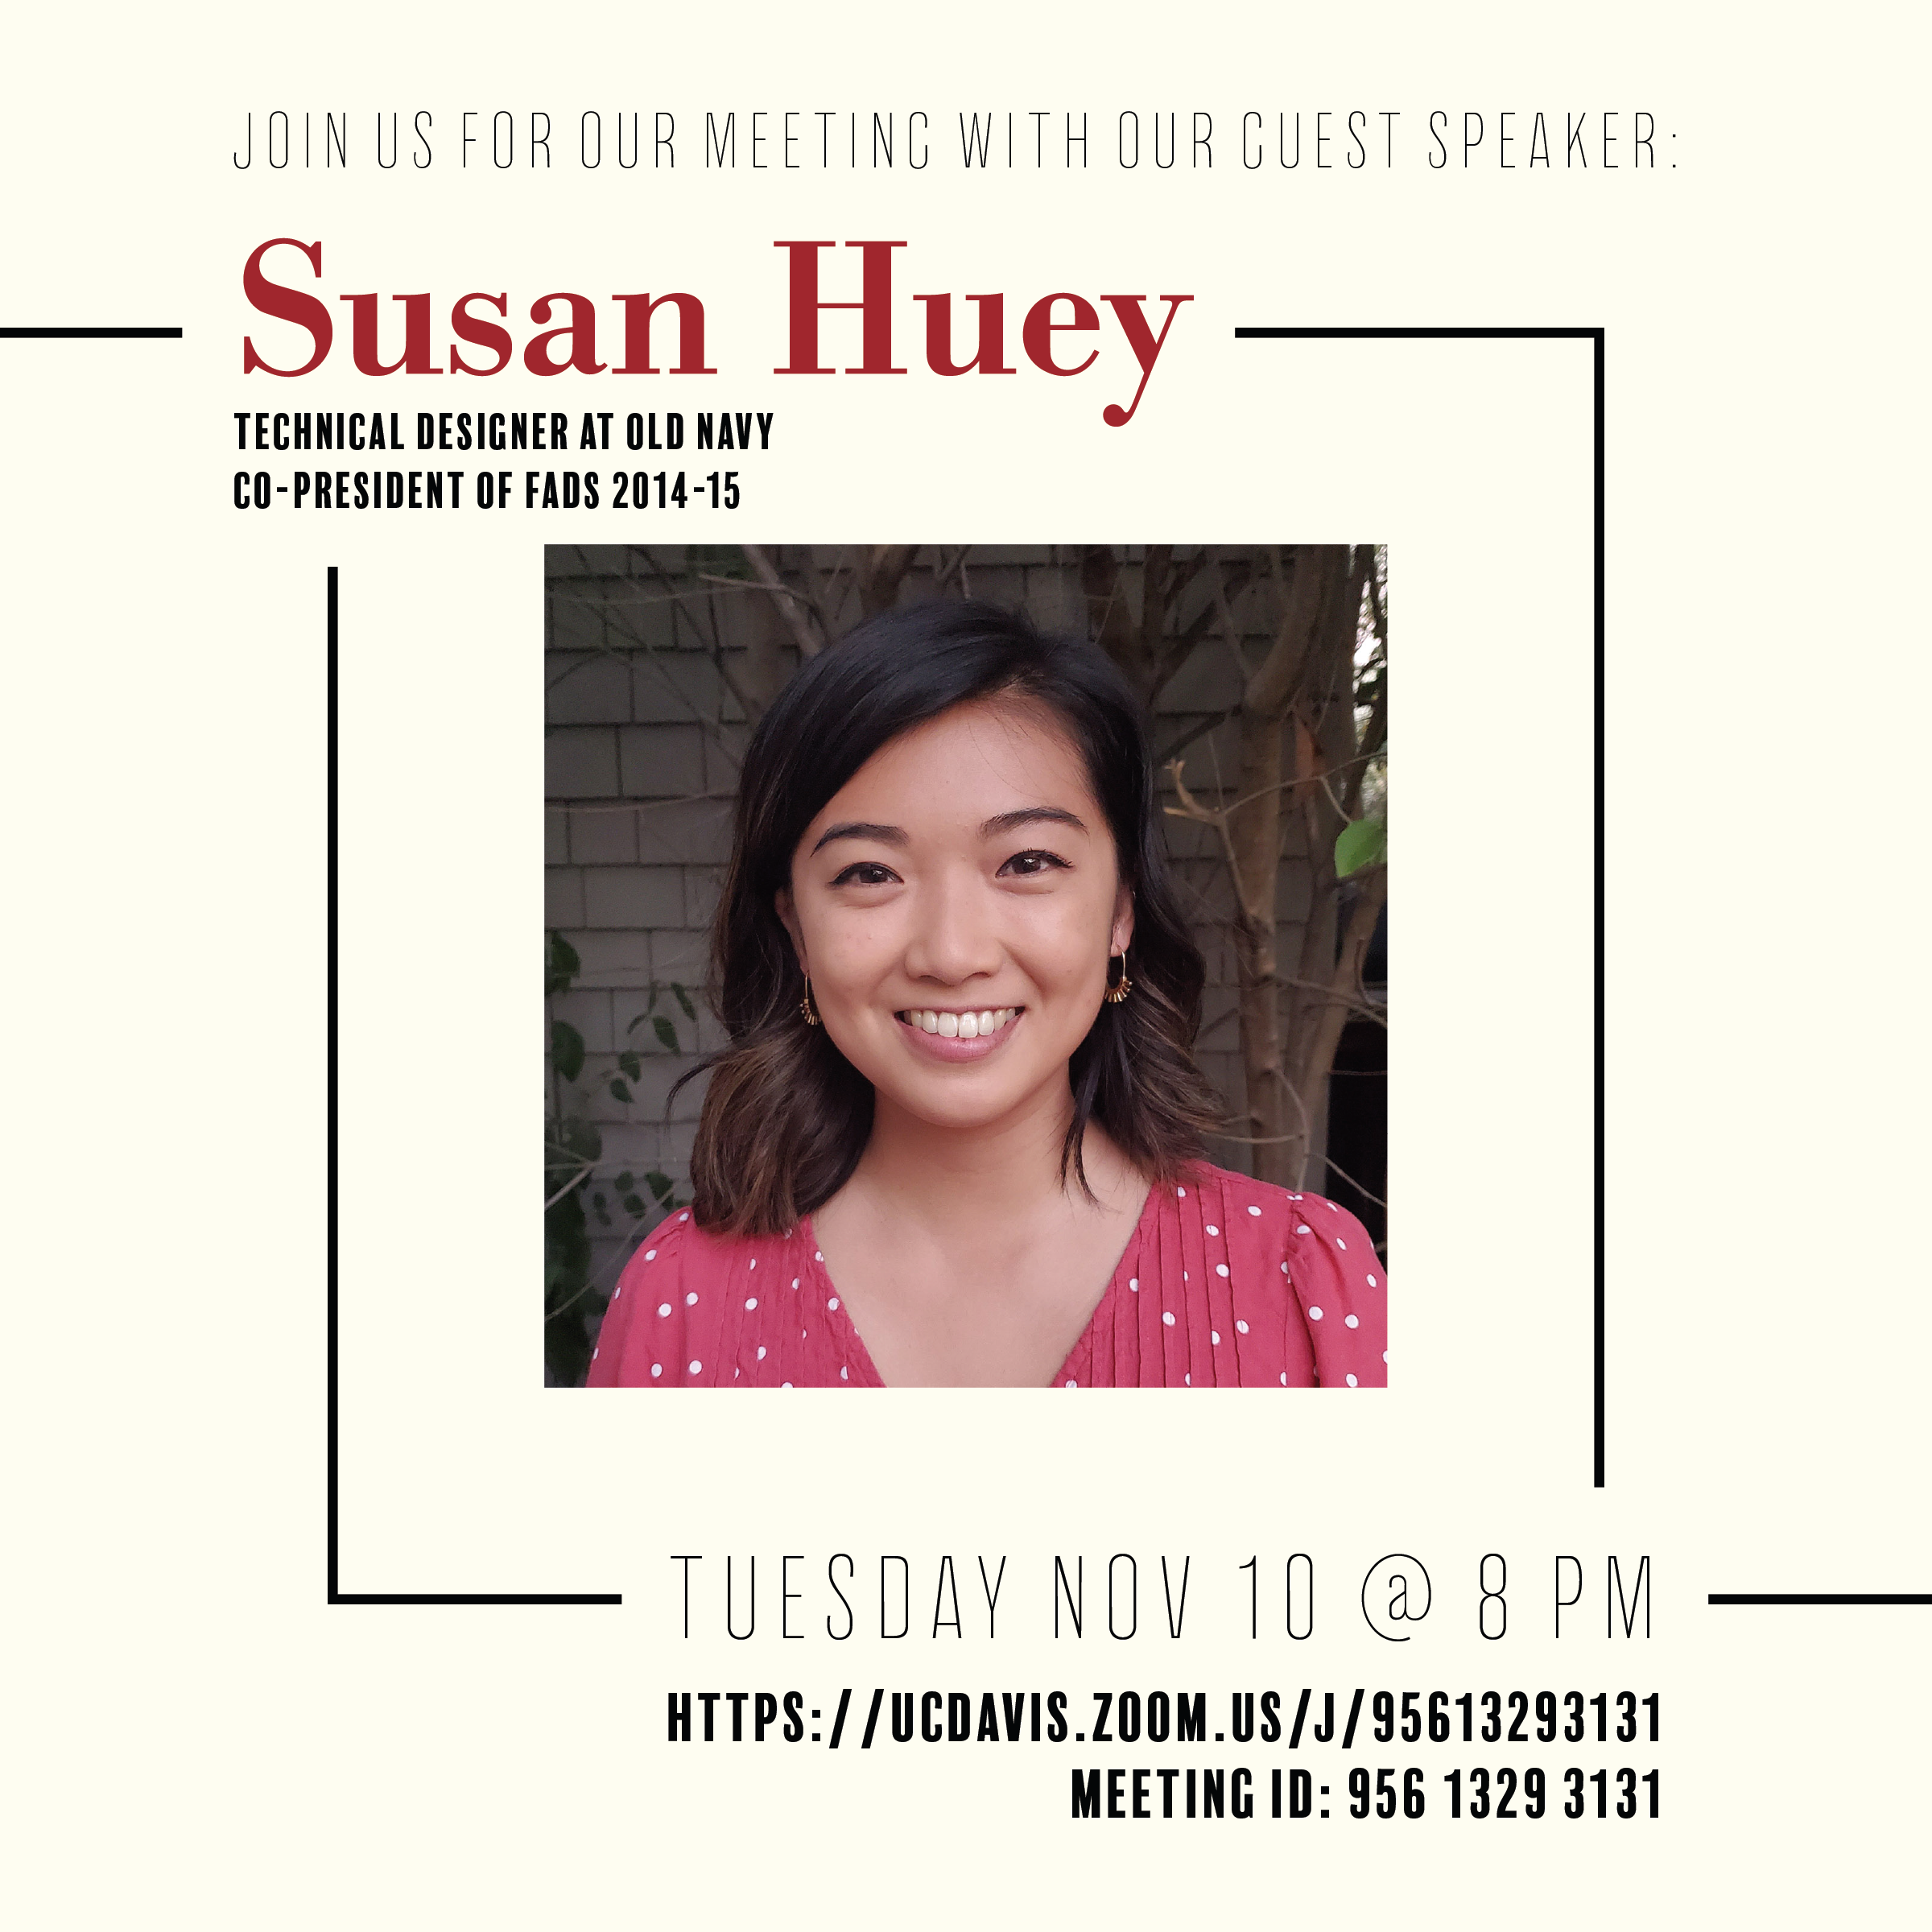 JOIN US FOR OUR MEETING WITH OUR GUEST SPEAKER:
Susan Huey
TECHNICAL DESIGNER AT OLD NAVY
CO-PRESIDENT OF FADS 2014-15
TUESDAY NOV 10 @ 8 PM
HTTPS://UCDAVIS.ZOOM.US/J/95613293131
MEETING ID: 956 1329 3131